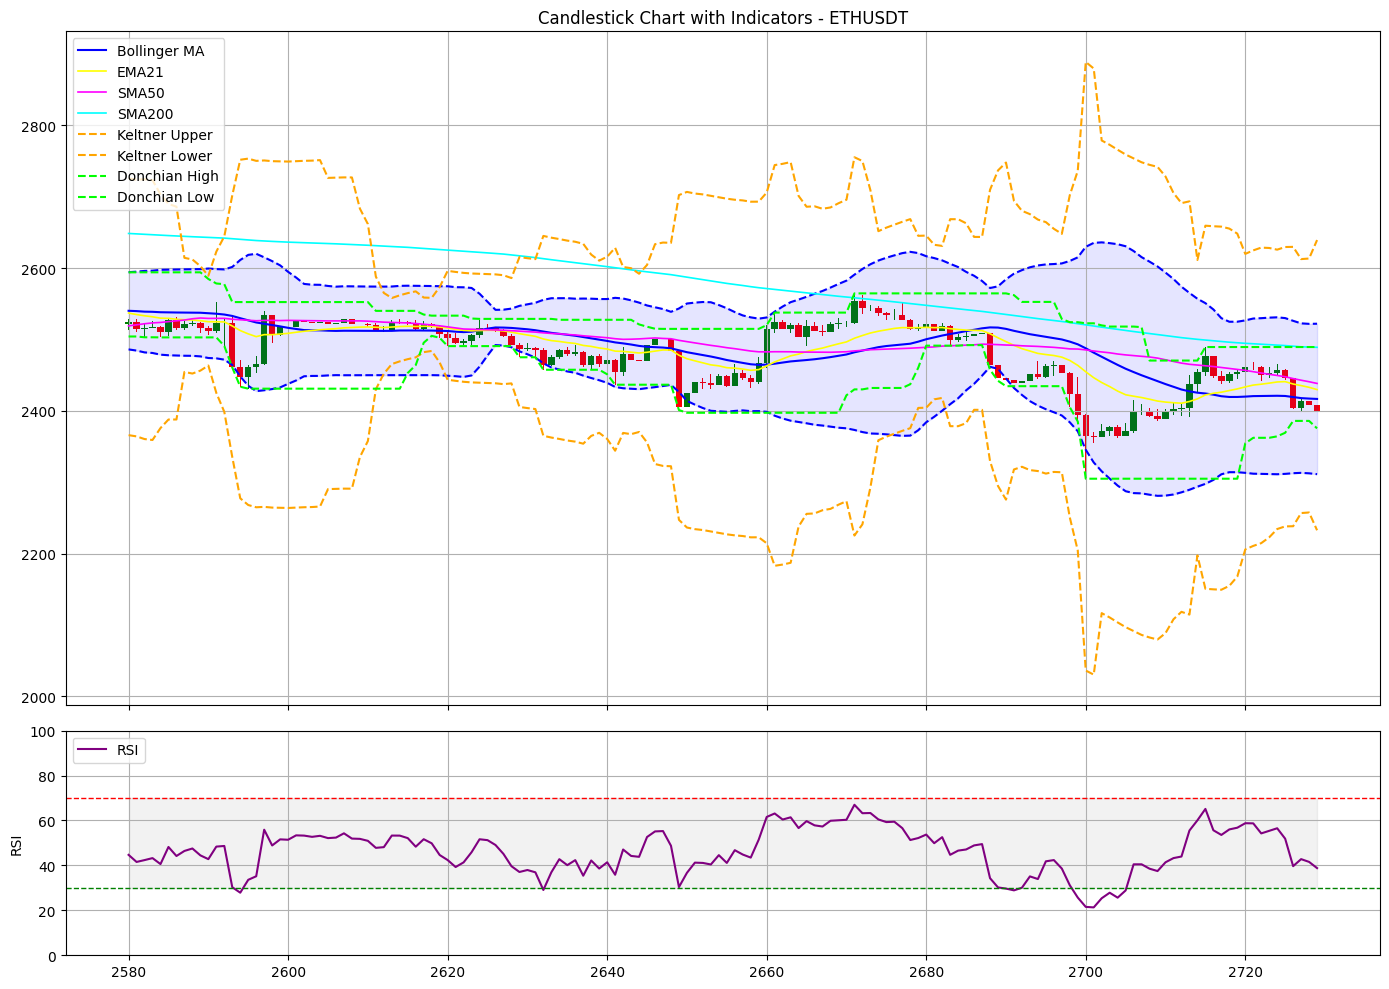 Candlestick Chart with Indicators - ETHUSDT
Bollinger MA
EMA21
SMA50
SMA200
Keltner Upper
Keltner Lower
Donchian High
Donchian Low
2800
2600
2400
2200
2000
RSI
100
80
60
40
20
0
RSI
2580 2600 2620 2640 2660 2680 2700 2720